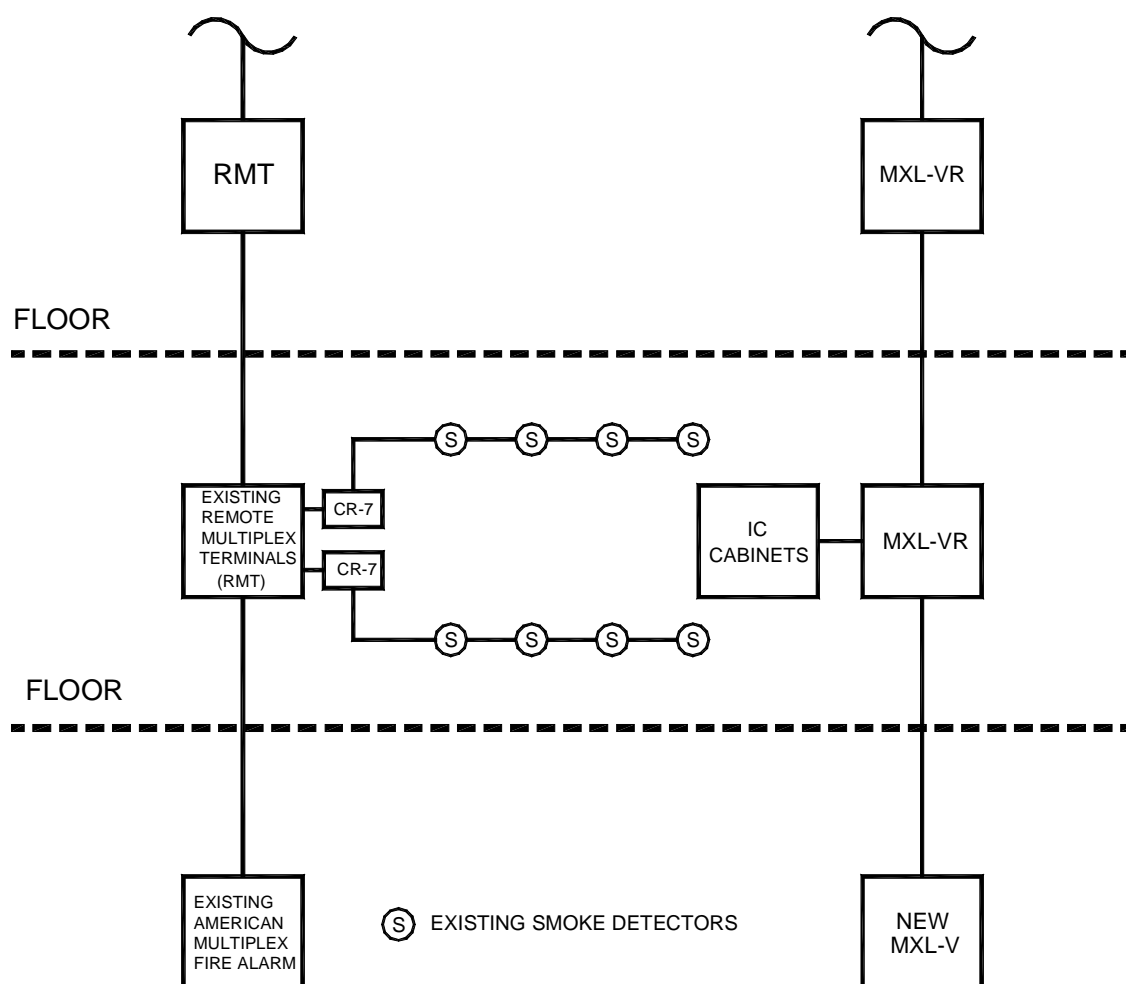 RMT
MXL-VR
FLOOR
S S S S
EXISTING
REMOTE
MULTIPLEX
TERMINALS
(RMT)
CR-7
CR-7
IC
CABINETS
MXL-VR
S S S S
FLOOR
EXISTING
AMERICAN
MULTIPLEX
FIRE ALARM
S EXISTING SMOKE DETECTORS
NEW
MXL-V